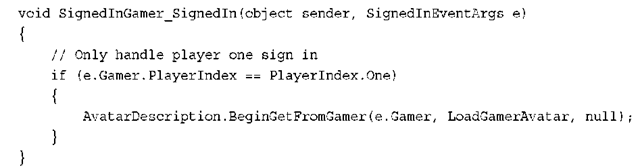 void SignedInGamer_SignedIn(object sender, SignedInEventArgs e)
{
    // Only handle player one sign in
    if (e.Gamer.PlayerIndex == PlayerIndex.One)
    {
        AvatarDescription.BeginGetFromGamer(e.Gamer, LoadGamerAvatar, null);
    }
}